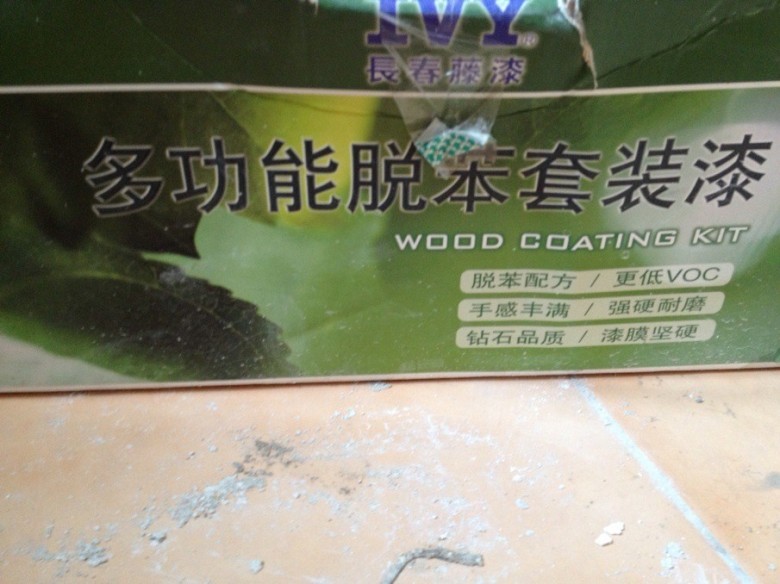 IVY®
長春藤漆
多功能脱苯套装漆
WOOD COATING KIT
脱苯配方 / 更低VOC
手感丰满 / 强硬耐磨
钻石品质 / 漆膜坚硬